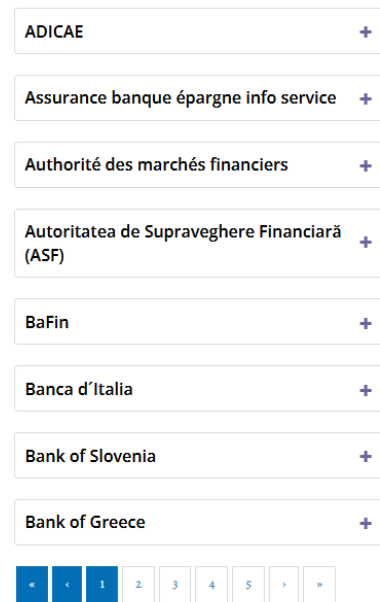 ADICAE
Assurance banque épargne info service
Authorité des marchés financiers
Autoritatea de Supraveghere Financiară
(ASF)
BaFin
Banca d´Italia
Bank of Slovenia
Bank of Greece
« ‹ 1 2 3 4 5 › »